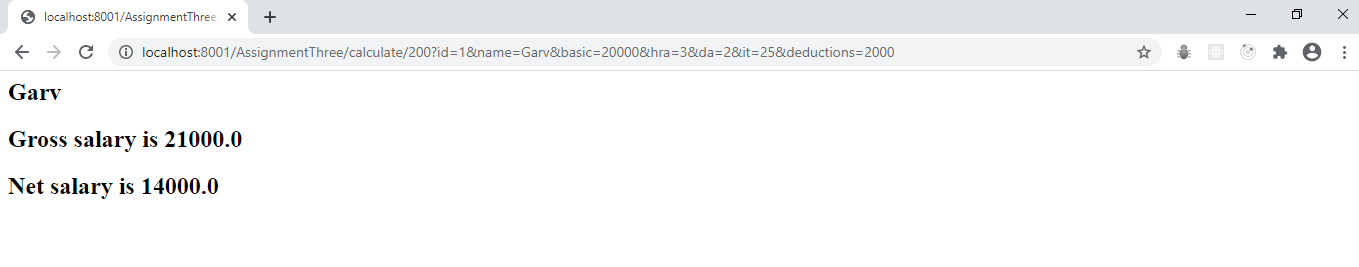 localhost:8001/AssignmentThree
localhost:8001/AssignmentThree/calculate/200?id=1&name=Garv&basic=20000&hra=3&da=2&it=25&deductions=2000
Garv
Gross salary is 21000.0
Net salary is 14000.0